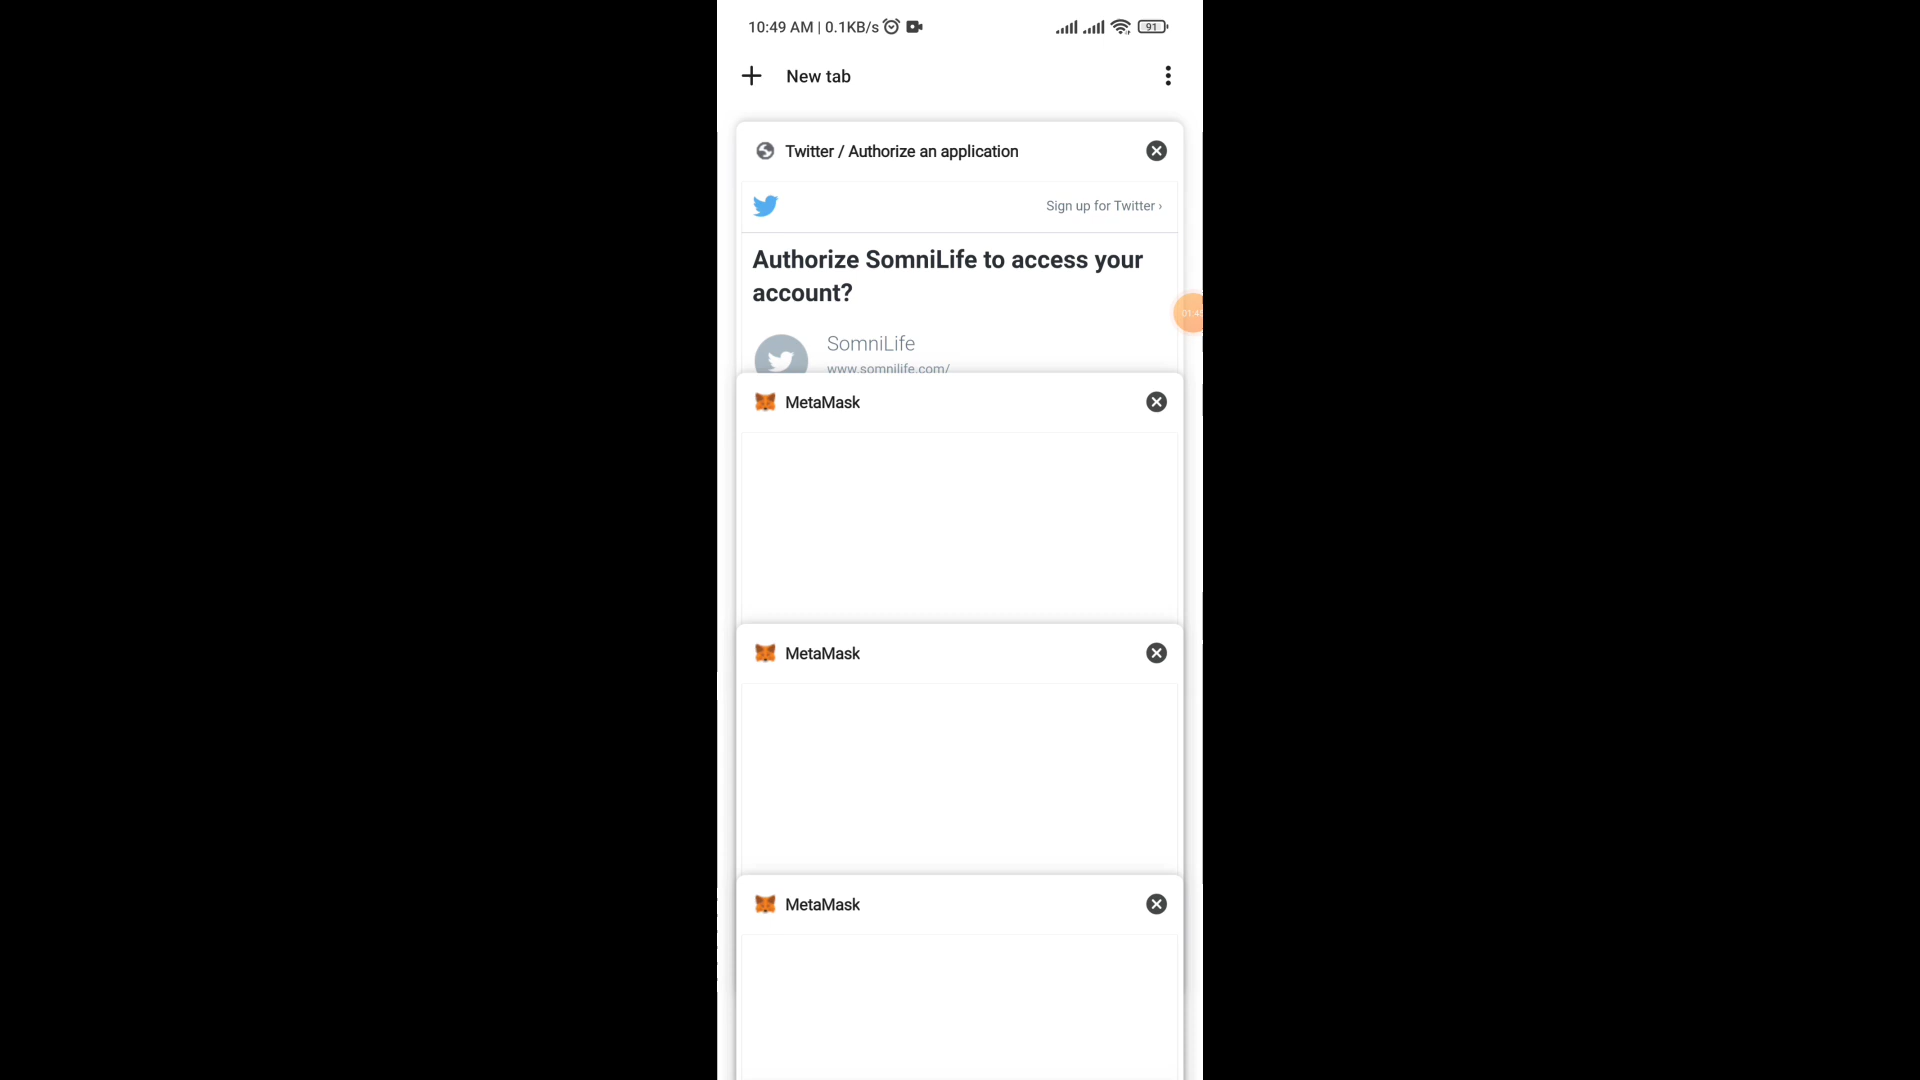 10:49 AM | 0.1KB/s 91
New tab
Twitter / Authorize an application
Sign up for Twitter ›
Authorize SomniLife to access your
account?
SomniLife
www.somnilife.com/
MetaMask
MetaMask
MetaMask